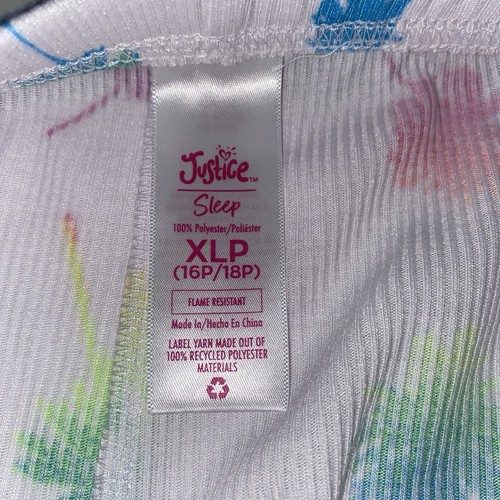 Justice™
Sleep
100% Polyester/Poliéster
XLP
(16P/18P)
FLAME RESISTANT
Made In/Hecho En China
LABEL YARN MADE OUT OF
100% RECYCLED POLYESTER
MATERIALS